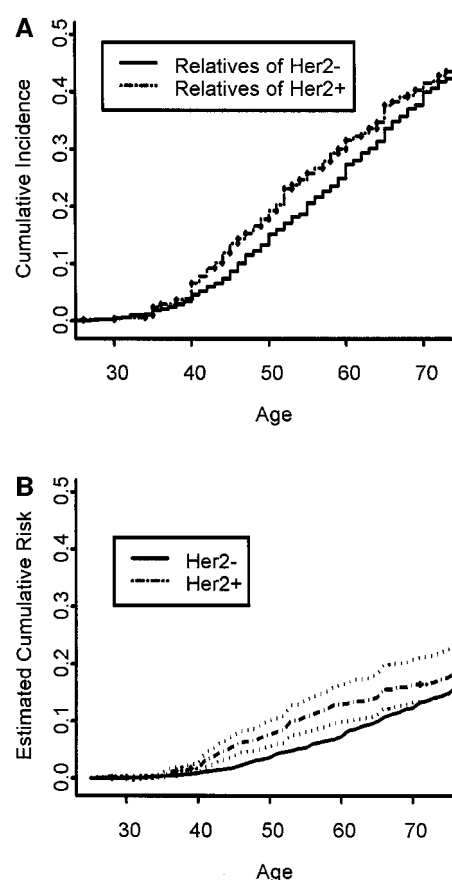 A
Cumulative Incidence
0.5
0.4
0.3
0.2
0.1
0.0
Relatives of Her2-
Relatives of Her2+
30 40 50 60 70
Age
B
Estimated Cumulative Risk
0.5
0.4
0.3
0.2
0.1
0.0
Her2-
Her2+
30 40 50 60 70
Age